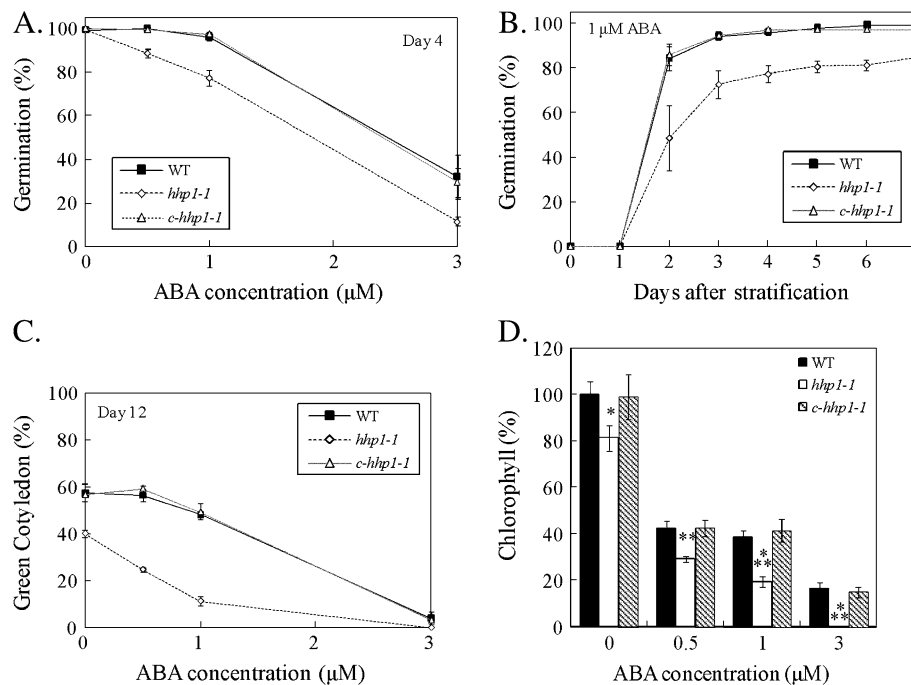 A.
Day 4
Germination (%)
100
80
60
40
20
0
WT
hhp1-1
c-hhp1-1
0
1
2
3
ABA concentration (μM)
B.
1 μM ABA
Germination (%)
100
80
60
40
20
0
WT
hhp1-1
c-hhp1-1
0
1
2
3
4
5
6
Days after stratification
C.
Day 12
Green Cotyledon (%)
100
80
60
40
20
0
WT
hhp1-1
c-hhp1-1
0
1
2
3
ABA concentration (μM)
D.
Chlorophyll (%)
120
100
80
60
40
20
0
WT
hhp1-1
c-hhp1-1
*
**
*
**
*
**
0
0.5
1
3
ABA concentration (μM)